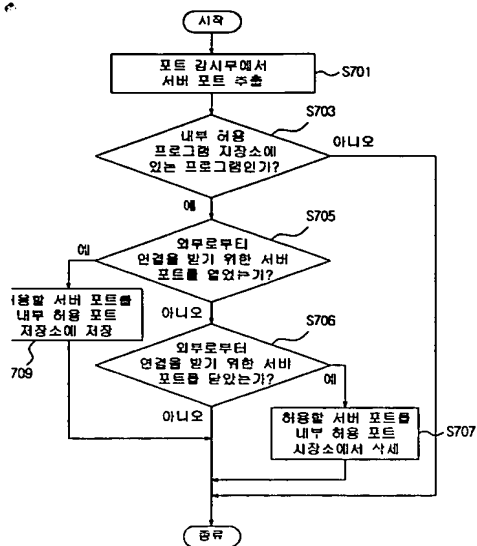 시작
포트 감시부에서
서버 포트 추출
S701
S703
내부 허용
프로그램 저장소에
있는 프로그램인가?
아니오
예
S705
외부로부터
연결을 받기 위한 서버
포트를 열었는가?
예
아니오
허용할 서버 포트를
내부 허용 포트
저장소에 저장
709
S706
외부로부터
연결을 받기 위한 서버
포트를 닫았는가?
예
아니오
허용할 서버 포트를
내부 허용 포트
저장소에서 삭제
S707
종료